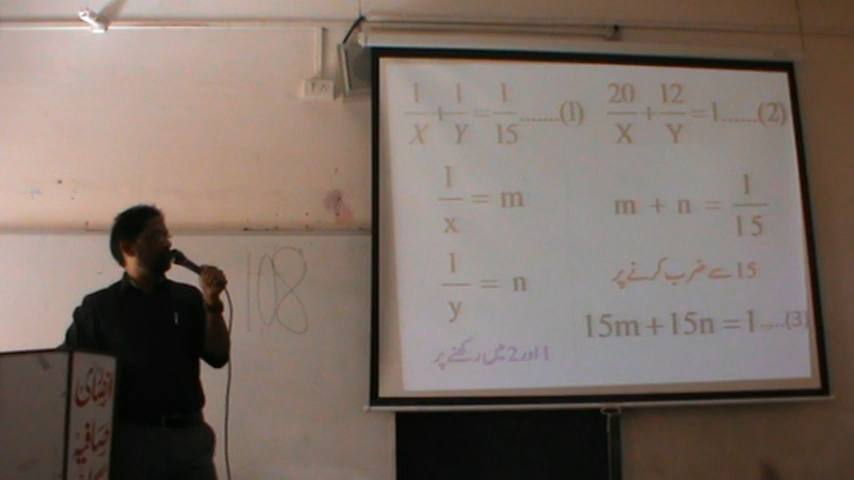 1/X + 1/Y = 1/15 ......(1)
20/X + 12/Y = 1......(2)
1/x = m
m + n = 1/15
1/y = n
15 سے ضرب کرنے پر
15m + 15n = 1.....(3)
1 اور 2 میں رکھنے پر
108